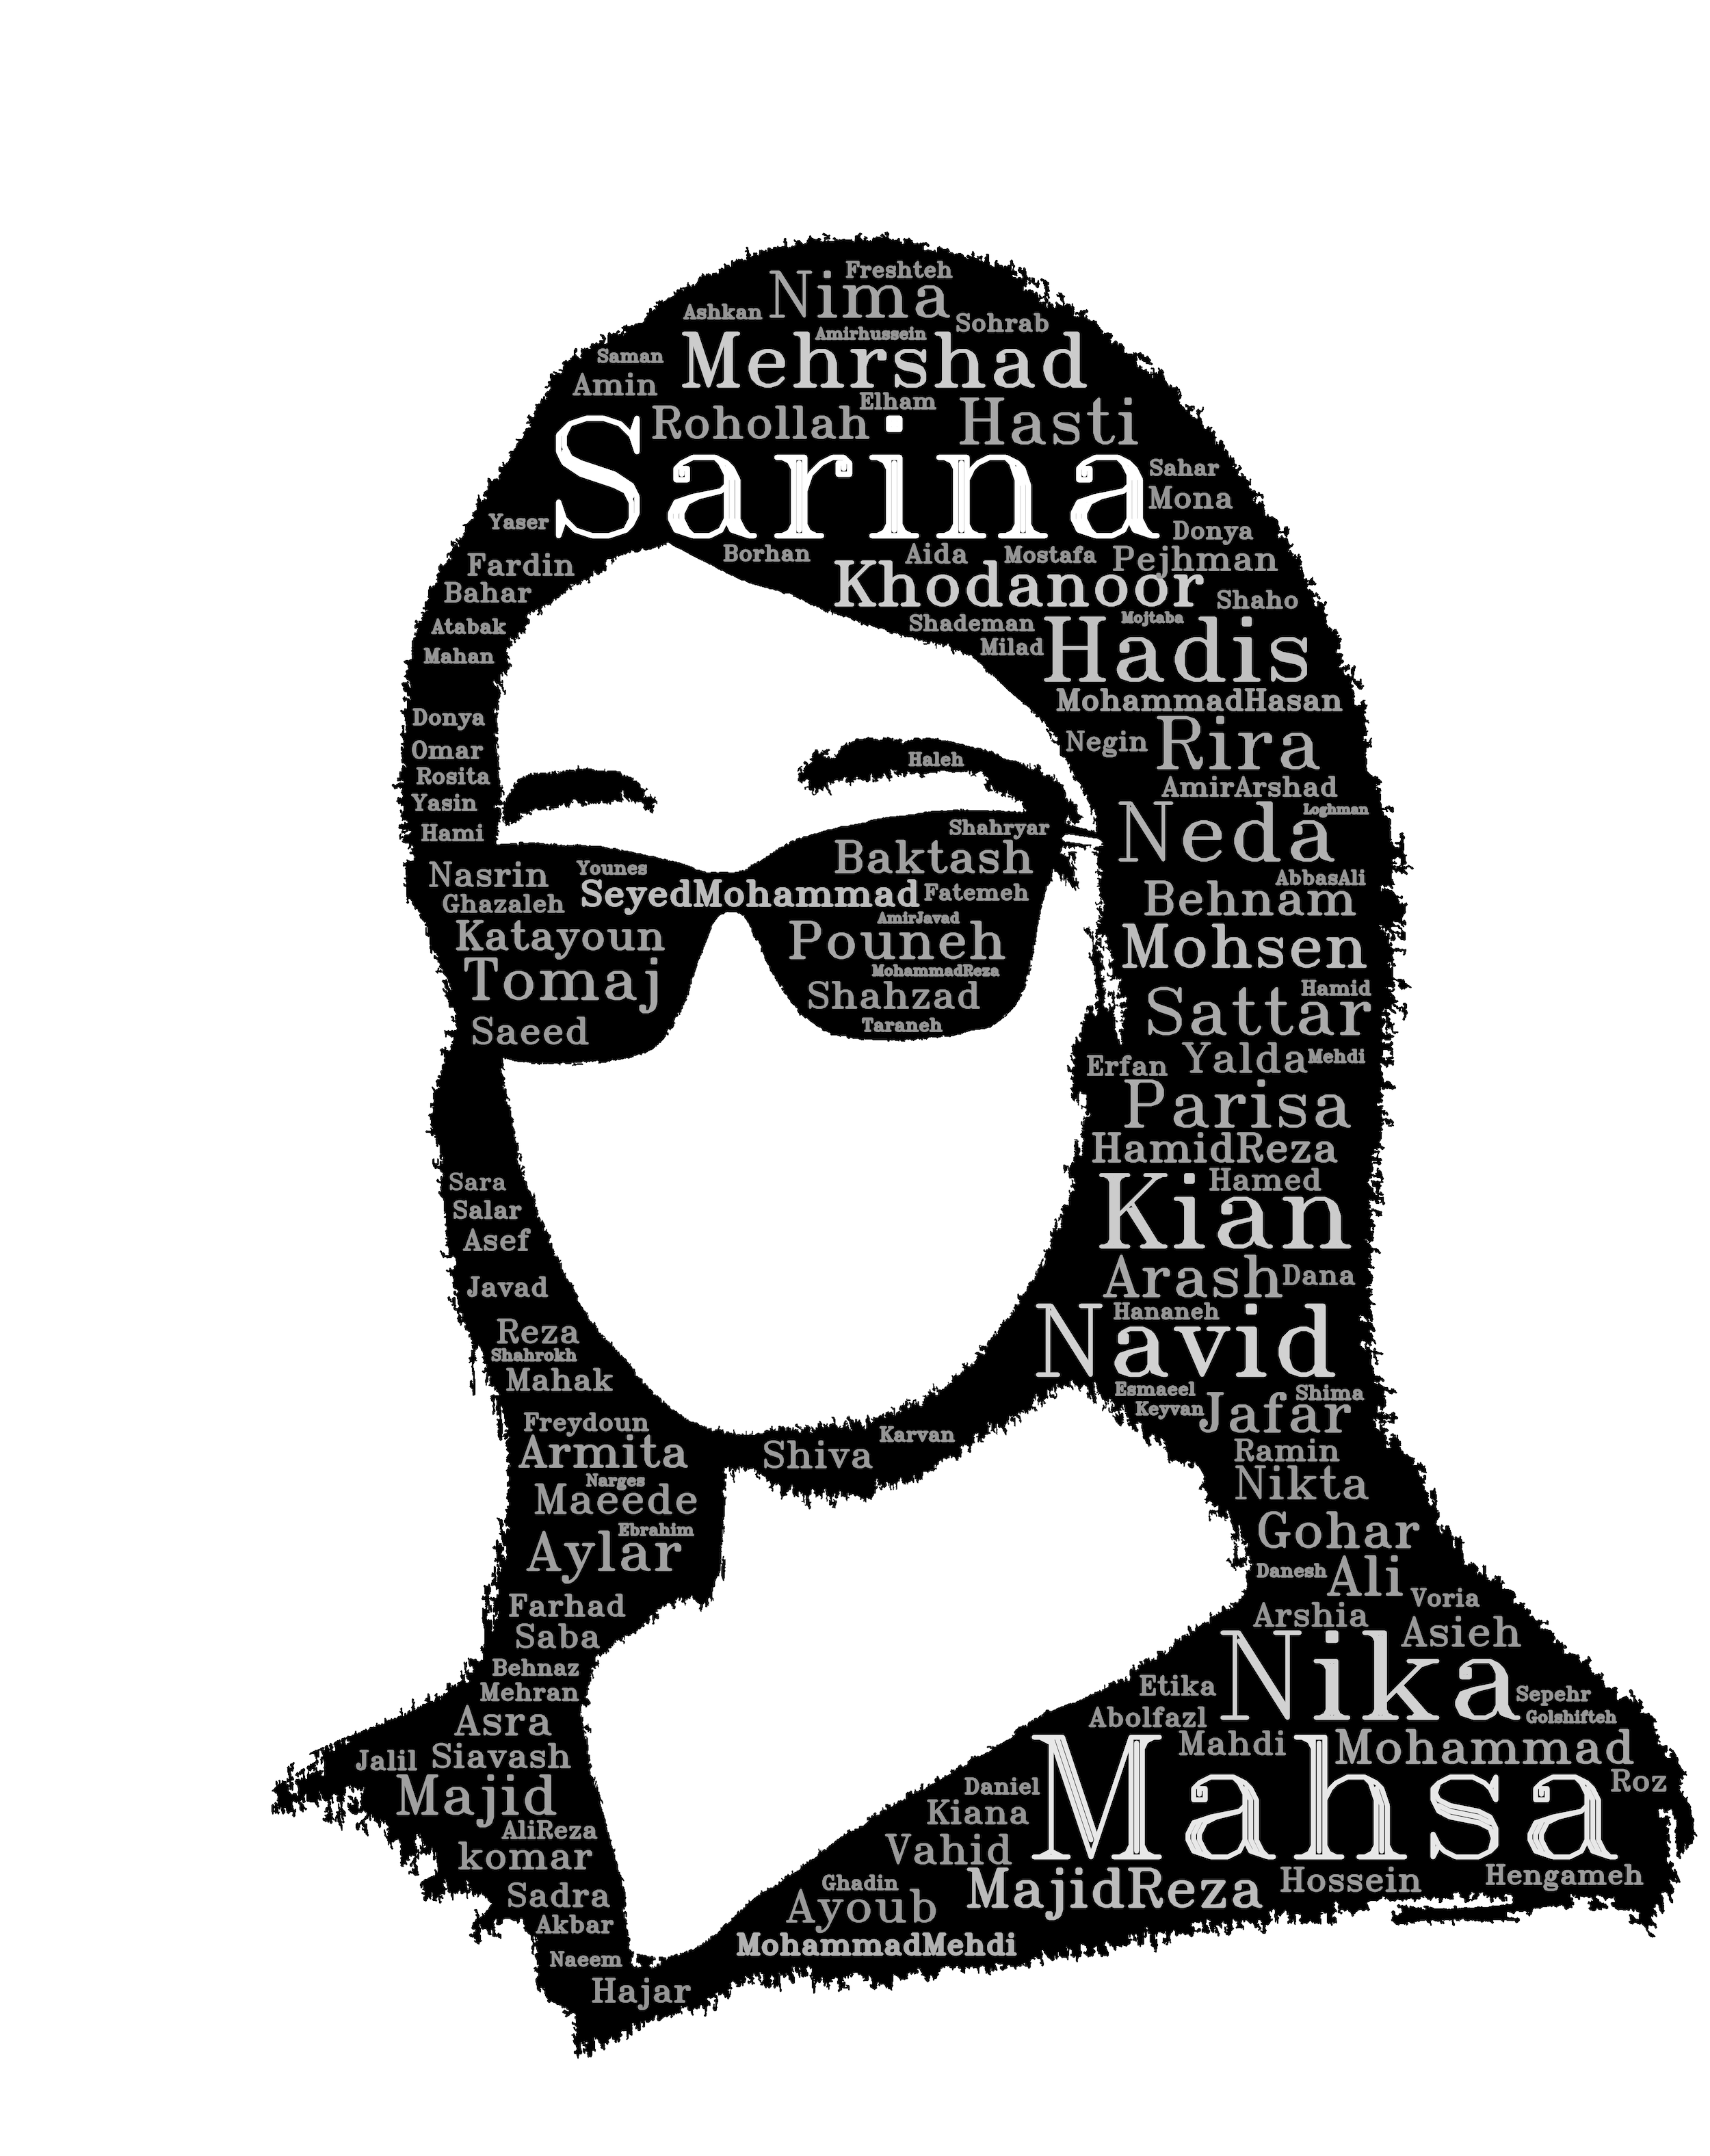 Freshteh
Nima
Ashkan
Sohrab
Amirhussein
Saman
Mehrshad
Amin
Elham
Rohollah
Hasti
Sarina
Sahar
Mona
Yaser
Donya
Borhan
Aida
Mostafa
Pejhman
Fardin
Khodanoor
Bahar
Shaho
Mojtaba
Atabak
Shademan
Milad
Hadis
Mahan
MohammadHasan
Donya
Negin
Rira
Omar
Haleh
Rosita
AmirArshad
Yasin
Loghman
Hami
Shahryar
Neda
Baktash
Nasrin
Younes
AbbasAli
SeyedMohammad
Fatemeh
Ghazaleh
Behnam
AmirJavad
Katayoun
Pouneh
Mohsen
MohammadReza
Tomaj
Shahzad
Hamid
Sattar
Taraneh
Saeed
Yalda
Mehdi
Erfan
Parisa
HamidReza
Sara
Hamed
Salar
Kian
Asef
Arash
Dana
Javad
Hananeh
Reza
Navid
Shahrokh
Mahak
Esmaeel
Shima
Keyvan
Jafar
Freydoun
Karvan
Armita
Shiva
Ramin
Narges
Nikta
Maeede
Ebrahim
Gohar
Aylar
Danesh
Ali
Voria
Farhad
Arshia
Saba
Asieh
Behnaz
Nika
Etika
Mehran
Sepehr
Golshifteh
Asra
Abolfazl
Mahdi
Mohammad
Jalil
Siavash
Roz
Daniel
Majid
Mahsa
Kiana
AliReza
Vahid
komar
Hengameh
Hossein
MajidReza
Ghadin
Sadra
Ayoub
Akbar
MohammadMehdi
Naeem
Hajar